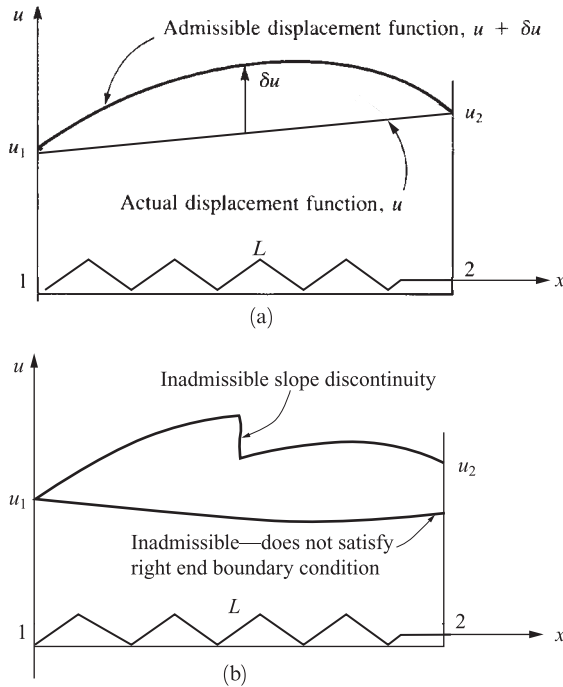 u
Admissible displacement function, u + δu
δu
u₂
u₁
Actual displacement function, u
L
1
2
x
(a)
u
Inadmissible slope discontinuity
u₂
u₁
Inadmissible—does not satisfy
right end boundary condition
L
1
2
x
(b)